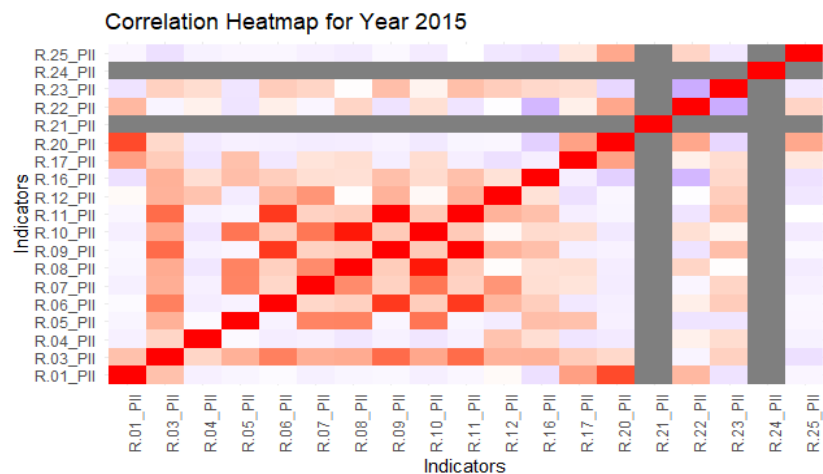 Correlation Heatmap for Year 2015
R.25_PII
R.24_PII
R.23_PII
R.22_PII
R.21_PII
R.20_PII
R.17_PII
R.16_PII
R.12_PII
R.11_PII
R.10_PII
R.09_PII
R.08_PII
R.07_PII
R.06_PII
R.05_PII
R.04_PII
R.03_PII
R.01_PII
Indicators
R.01_PII
R.03_PII
R.04_PII
R.05_PII
R.06_PII
R.07_PII
R.08_PII
R.09_PII
R.10_PII
R.11_PII
R.12_PII
R.16_PII
R.17_PII
R.20_PII
R.21_PII
R.22_PII
R.23_PII
R.24_PII
R.25_PII
Indicators